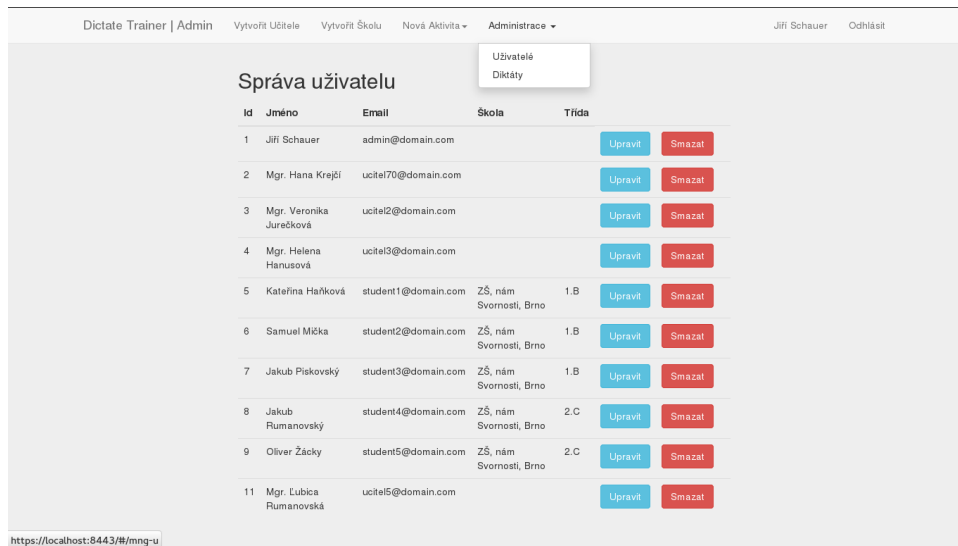 Dictate Trainer | Admin Vytvořit Učitele Vytvořit Školu Nová Aktivita Administrace Jiří Schauer Odhlásit
Uživatelé
Diktáty
Správa uživatelu
Id Jméno Email Škola Třída
1 Jiří Schauer admin@domain.com Upravit Smazat
2 Mgr. Hana Krejčí ucitel70@domain.com Upravit Smazat
3 Mgr. Veronika ucitel2@domain.com Upravit Smazat
Jurečková
4 Mgr. Helena ucitel3@domain.com Upravit Smazat
Hanusová
5 Kateřina Haňková student1@domain.com ZŠ, nám 1.B Upravit Smazat
Svornosti, Brno
6 Samuel Mička student2@domain.com ZŠ, nám 1.B Upravit Smazat
Svornosti, Brno
7 Jakub Piskovský student3@domain.com ZŠ, nám 1.B Upravit Smazat
Svornosti, Brno
8 Jakub student4@domain.com ZŠ, nám 2.C Upravit Smazat
Rumanovský Svornosti, Brno
9 Oliver Žácky student5@domain.com ZŠ, nám 2.C Upravit Smazat
Svornosti, Brno
11 Mgr. Ľubica ucitel5@domain.com Upravit Smazat
Rumanovská
https://localhost:8443/#/mng-u